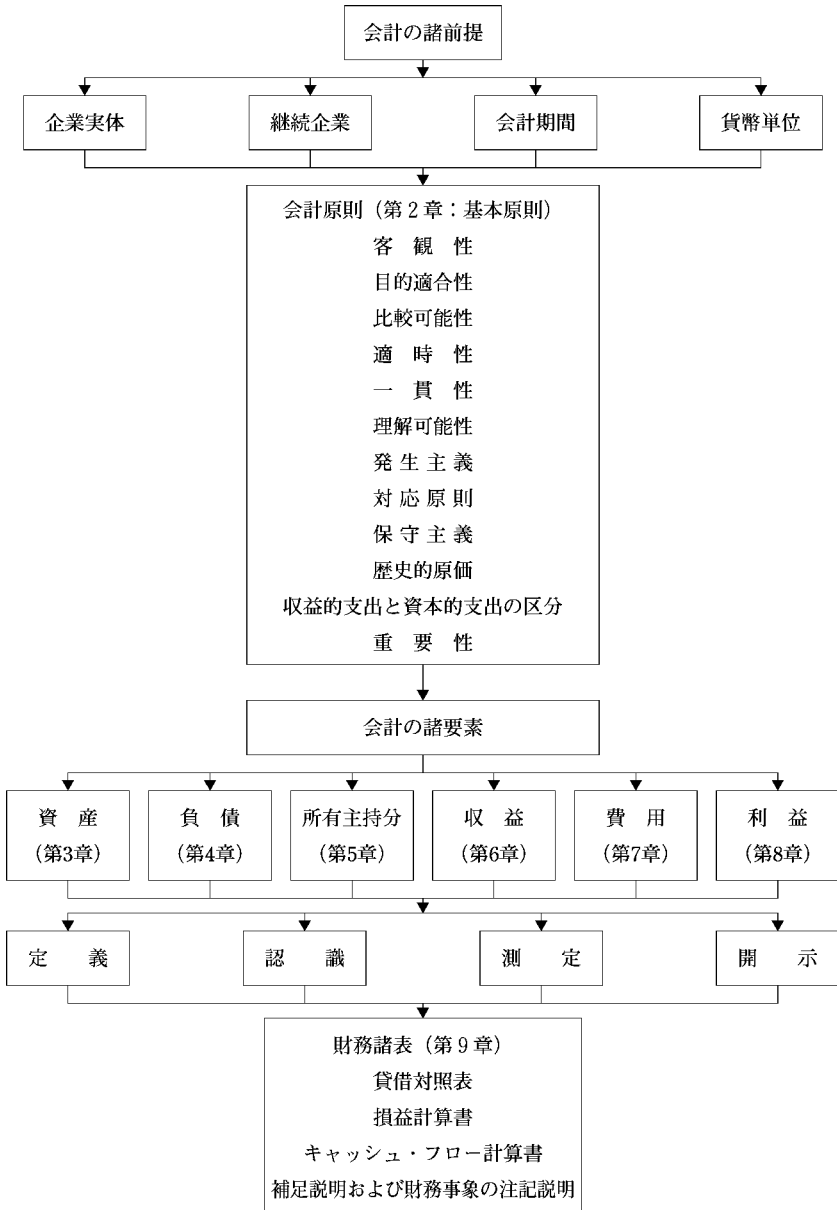 会計の諸前提
企業実体
継続企業
会計期間
貨幣単位
会計原則（第２章：基本原則）
客　観　性
目的適合性
比較可能性
適　時　性
一　貫　性
理解可能性
発 生 主 義
対 応 原 則
保 守 主 義
歴史的原価
収益的支出と資本的支出の区分
重　要　性
会計の諸要素
資　産
(第3章)
負　債
(第4章)
所有主持分
(第5章)
収　益
(第6章)
費　用
(第7章)
利　益
(第8章)
定　　義
認　　識
測　　定
開　　示
財務諸表（第９章）
貸借対照表
損益計算書
キャッシュ・フロー計算書
補足説明および財務事象の注記説明